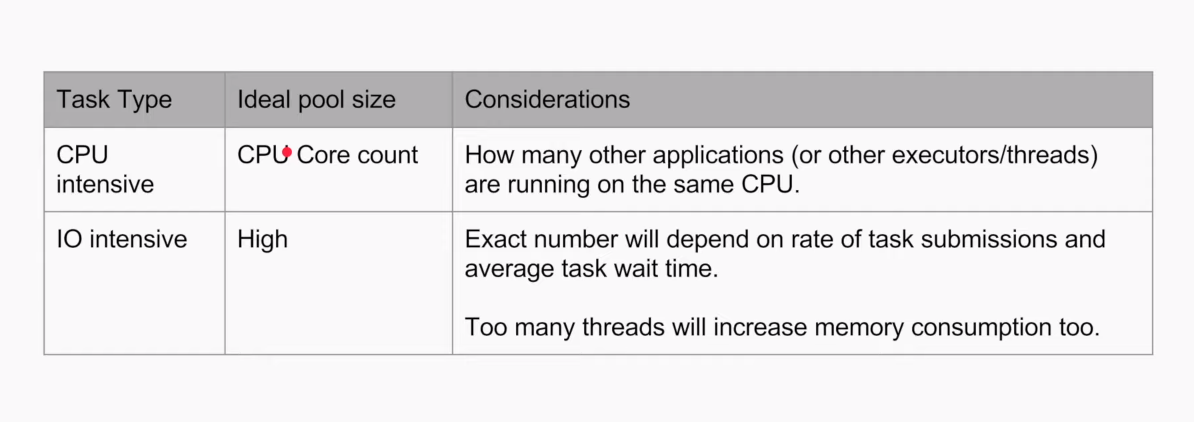 Task Type
Ideal pool size
Considerations
CPU
intensive
CPU Core count
How many other applications (or other executors/threads)
are running on the same CPU.
IO intensive
High
Exact number will depend on rate of task submissions and
average task wait time.
Too many threads will increase memory consumption too.